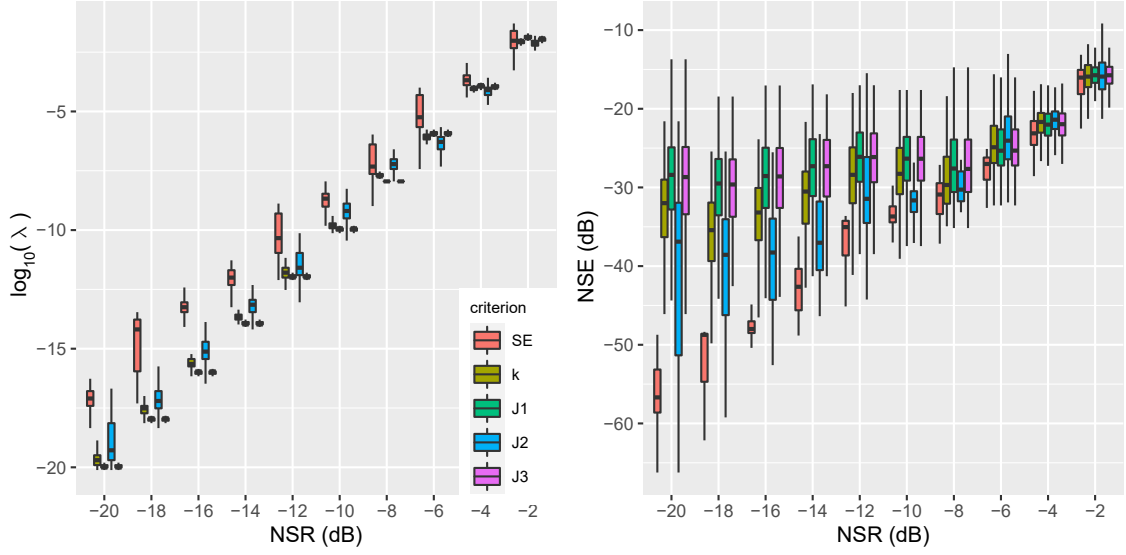 log10( λ )
−5
−10
−15
−20
−20 −18 −16 −14 −12 −10 −8 −6 −4 −2
NSR (dB)
criterion
SE
k
J1
J2
J3
NSE (dB)
−10
−20
−30
−40
−50
−60
−20 −18 −16 −14 −12 −10 −8 −6 −4 −2
NSR (dB)